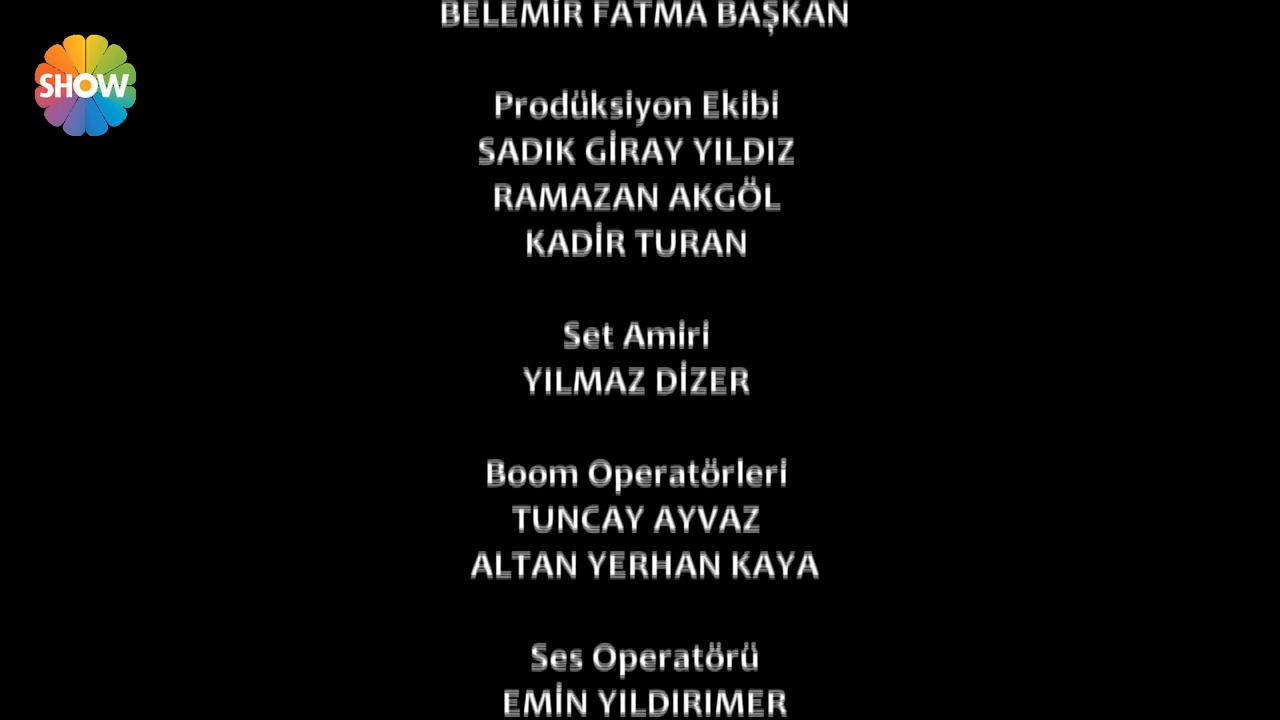 BELEMİR FATMA BAŞKAN
SHOW
Prodüksiyon Ekibi
SADIK GİRAY YILDIZ
RAMAZAN AKGÖL
KADİR TURAN
Set Amiri
YILMAZ DİZER
Boom Operatörleri
TUNCAY AYVAZ
ALTAN YERHAN KAYA
Ses Operatörü
EMİN YILDIRIMER